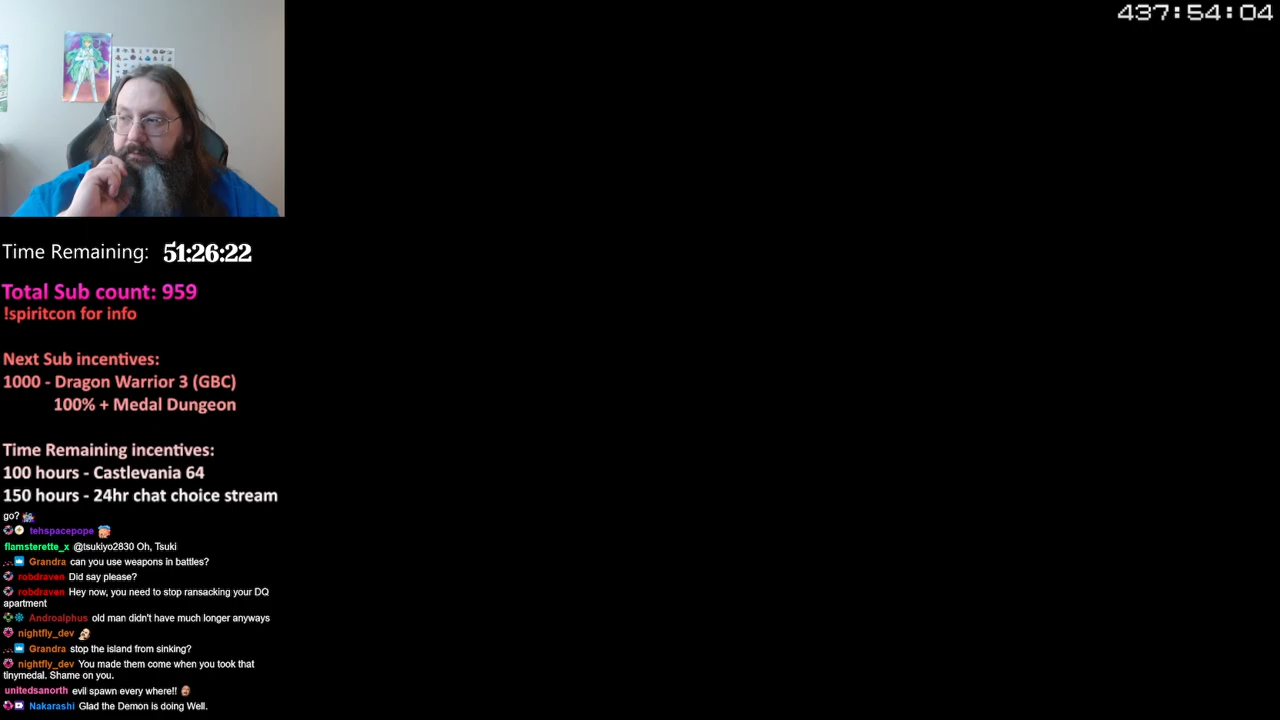 437:54:04
Time Remaining: 51:26:22
Total Sub count: 959
!spiritcon for info
Next Sub incentives:
1000 - Dragon Warrior 3 (GBC)
100% + Medal Dungeon
Time Remaining incentives:
100 hours - Castlevania 64
150 hours - 24hr chat choice stream
go?
tehspacepope
flamsterette_x @tsukiyo2830 Oh, Tsuki
Grandra can you use weapons in battles?
robdraven Did say please?
robdraven Hey now, you need to stop ransacking your DQ
apartment
Androalphus old man didn't have much longer anyways
nightfly_dev
Grandra stop the island from sinking?
nightfly_dev You made them come when you took that
tinymedal. Shame on you.
unitedsanorth evil spawn every where!!
Nakarashi Glad the Demon is doing Well.